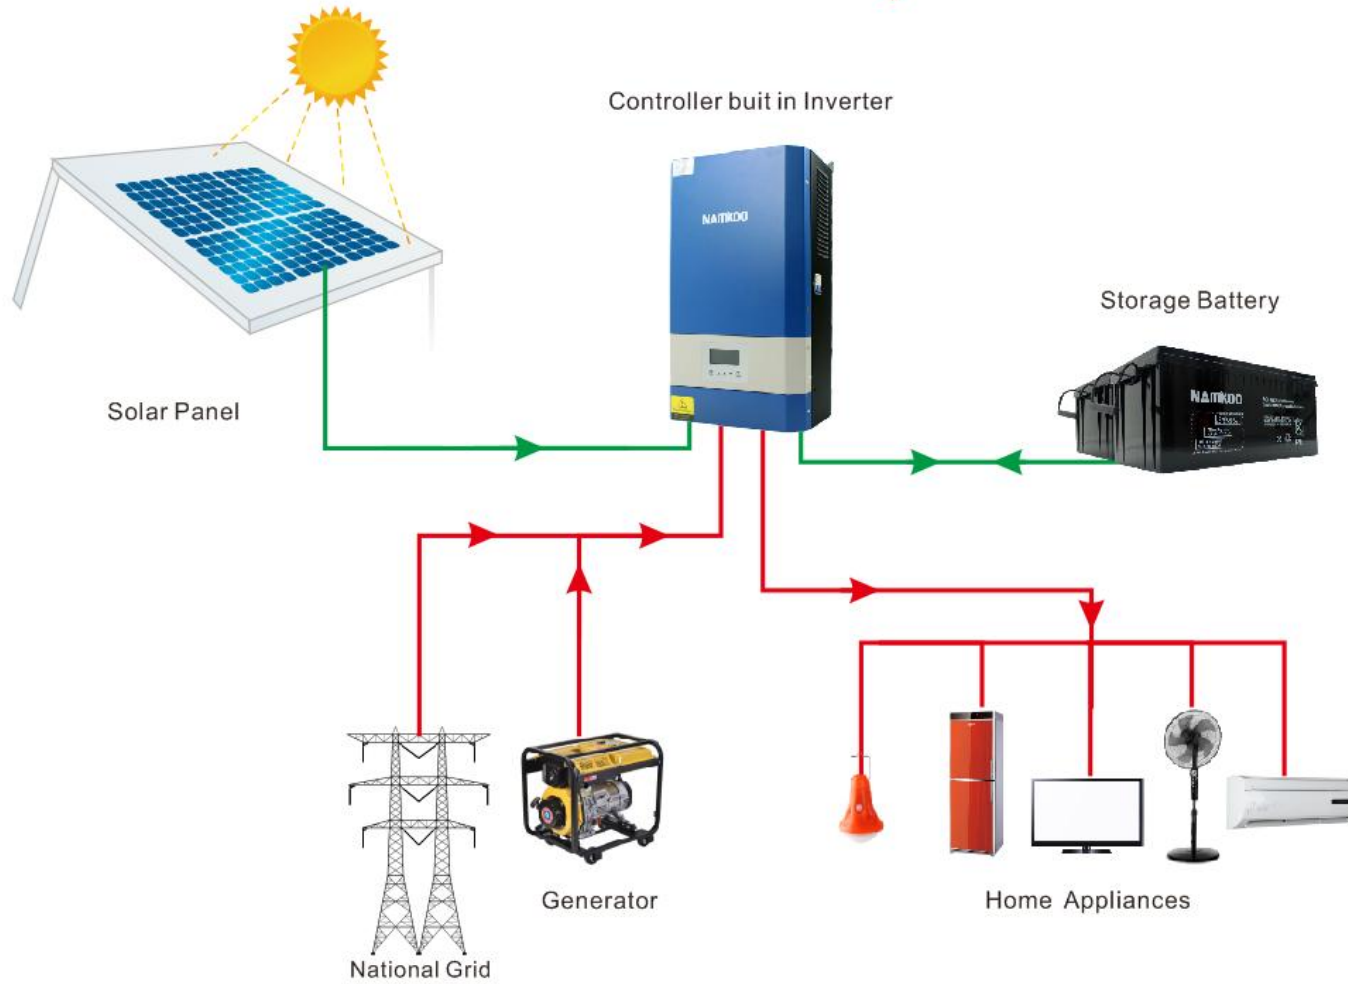 Controller buit in Inverter
NAMKOO
Storage Battery
NAMKOO
Solar Panel
Generator
Home Appliances
National Grid